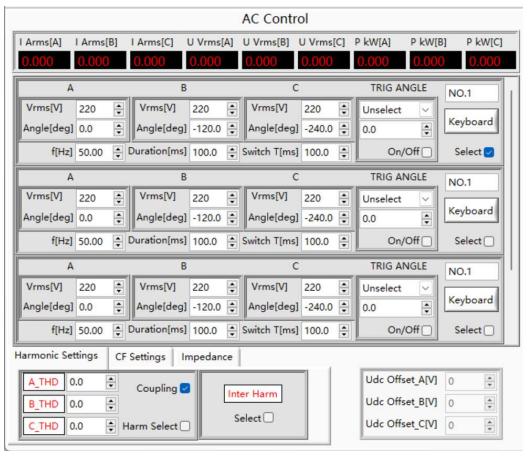 AC Control
I Arms[A] I Arms[B] I Arms[C] U Vrms[A] U Vrms[B] U Vrms[C] P kW[A] P kW[B] P kW[C]
0.000 0.000 0.000 0.000 0.000 0.000 0.000 0.000 0.000
A B C TRIG ANGLE NO.1
Vrms[V] 220 Vrms[V] 220 Vrms[V] 220 Unselect
Angle[deg] 0.0 Angle[deg] -120.0 Angle[deg] -240.0 0.0 Keyboard
f[Hz] 50.00 Duration[ms] 100.0 Switch T[ms] 100.0 On/Off Select
A B C TRIG ANGLE NO.1
Vrms[V] 220 Vrms[V] 220 Vrms[V] 220 Unselect
Angle[deg] 0.0 Angle[deg] -120.0 Angle[deg] -240.0 0.0 Keyboard
f[Hz] 50.00 Duration[ms] 100.0 Switch T[ms] 100.0 On/Off Select
A B C TRIG ANGLE NO.1
Vrms[V] 220 Vrms[V] 220 Vrms[V] 220 Unselect
Angle[deg] 0.0 Angle[deg] -120.0 Angle[deg] -240.0 0.0 Keyboard
f[Hz] 50.00 Duration[ms] 100.0 Switch T[ms] 100.0 On/Off Select
Harmonic Settings CF Settings Impedance
A_THD 0.0 Coupling Inter Harm Udc Offset_A[V] 0
B_THD 0.0 Select Udc Offset_B[V] 0
C_THD 0.0 Harm Select Udc Offset_C[V] 0